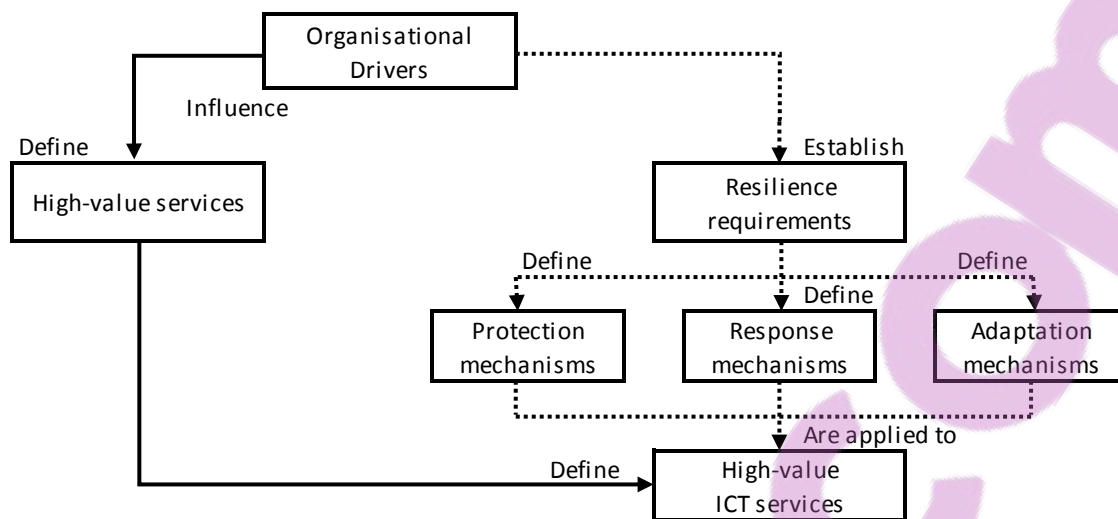 Organisational
Drivers
Influence
Define
Establish
High-value services
Resilience
requirements
Define
Define
Define
Protection
mechanisms
Response
mechanisms
Adaptation
mechanisms
Are applied to
Define
High-value
ICT services
com